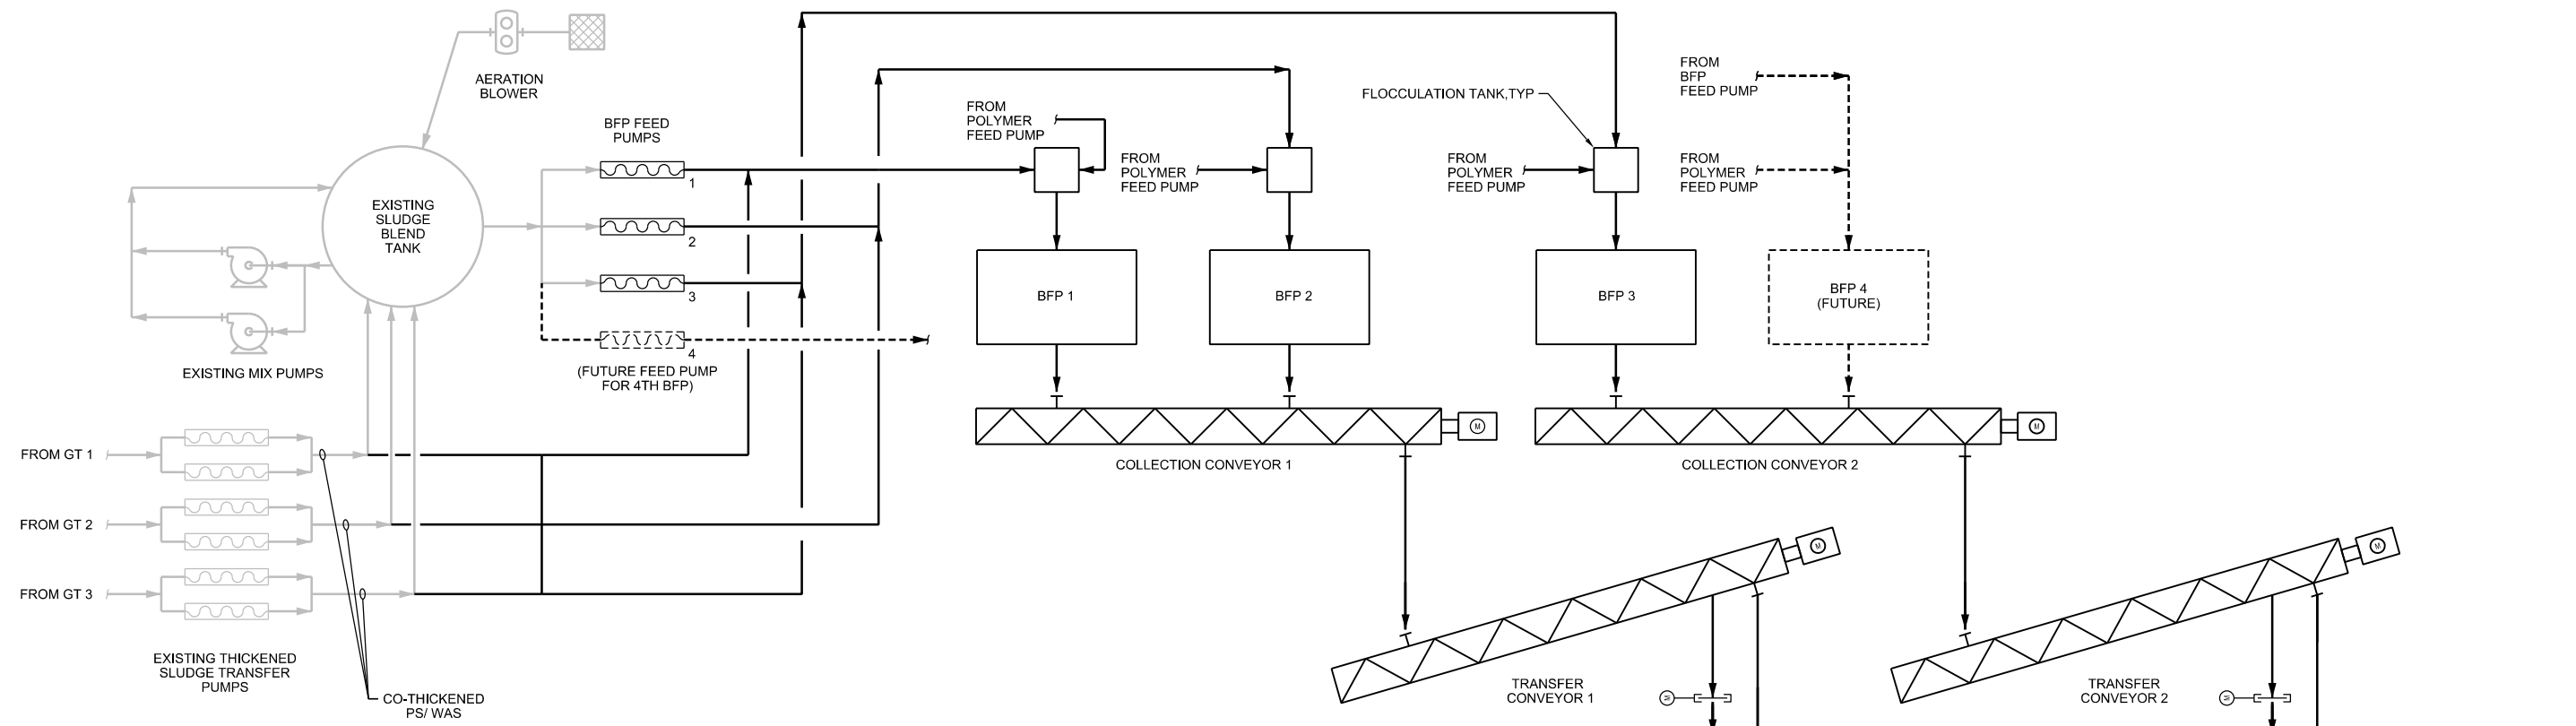 AERATION
BLOWER
BFP FEED
PUMPS
1
2
3
4
(FUTURE FEED PUMP
FOR 4TH BFP)
EXISTING
SLUDGE
BLEND
TANK
EXISTING MIX PUMPS
FROM GT 1
FROM GT 2
FROM GT 3
EXISTING THICKENED
SLUDGE TRANSFER
PUMPS
CO-THICKENED
PS/ WAS
FROM
POLYMER
FEED PUMP
FROM
POLYMER
FEED PUMP
FLOCCULATION TANK,TYP
FROM
POLYMER
FEED PUMP
FROM
BFP
FEED PUMP
FROM
POLYMER
FEED PUMP
BFP 1
BFP 2
BFP 3
BFP 4
(FUTURE)
M
COLLECTION CONVEYOR 1
M
COLLECTION CONVEYOR 2
M
TRANSFER
CONVEYOR 1
M
M
TRANSFER
CONVEYOR 2
M